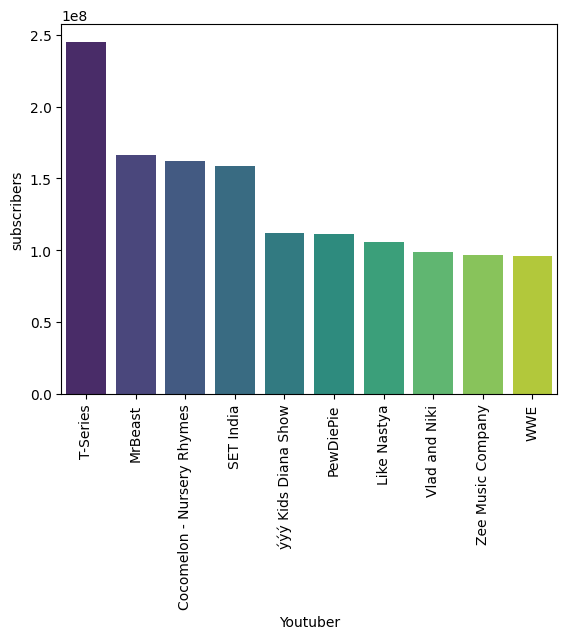 1e8
2.5
2.0
1.5
1.0
0.5
0.0
subscribers
T-Series
MrBeast
Cocomelon - Nursery Rhymes
SET India
ýýý Kids Diana Show
PewDiePie
Like Nastya
Vlad and Niki
Zee Music Company
WWE
Youtuber